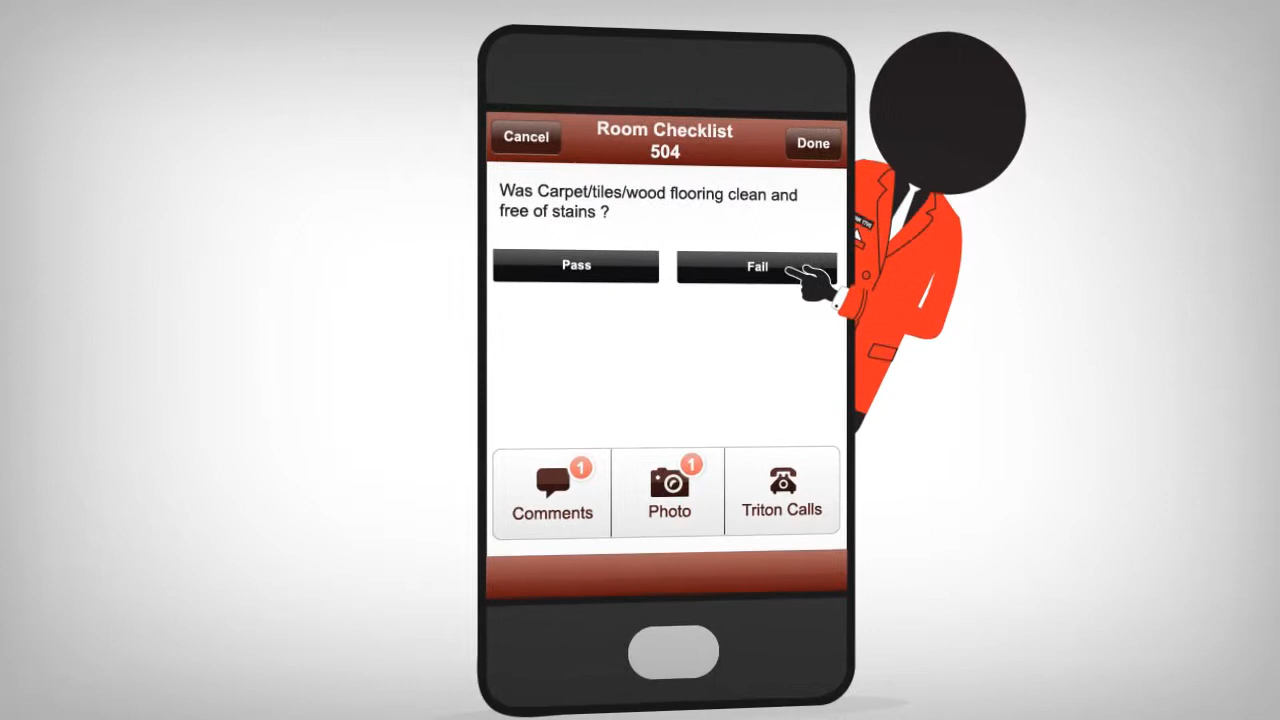 Cancel
Room Checklist
504
Done
Was Carpet/tiles/wood flooring clean and
free of stains ?
Pass
Fail
1
1
Comments
Photo
Triton Calls